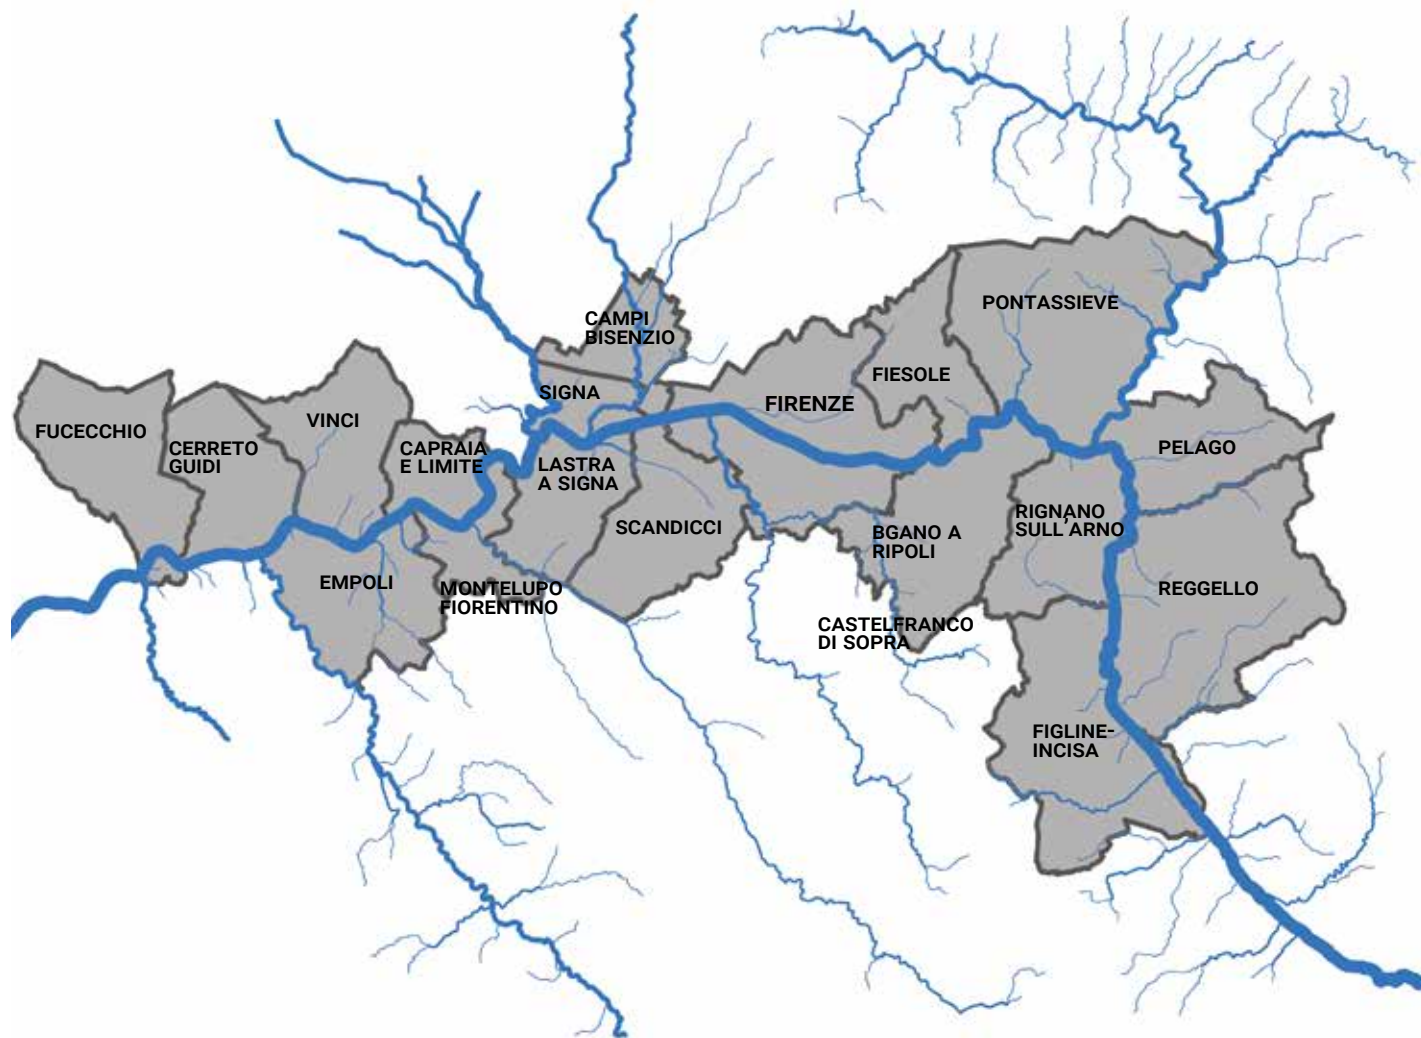 PONTASSIEVE
CAMPI
BISENZIO
FIESOLE
SIGNA
FIRENZE
VINCI
FUCECCHIO
CERRETO
GUIDI
CAPRAIA
E LIMITE
PELAGO
LASTRA
A SIGNA
SCANDICCI
RIGNANO
SULL'ARNO
BGANO A
RIPOLI
EMPOLI
MONTELUPO
FIORENTINO
REGGELLO
CASTELFRANCO
DI SOPRA
FIGLINE-
INCISA